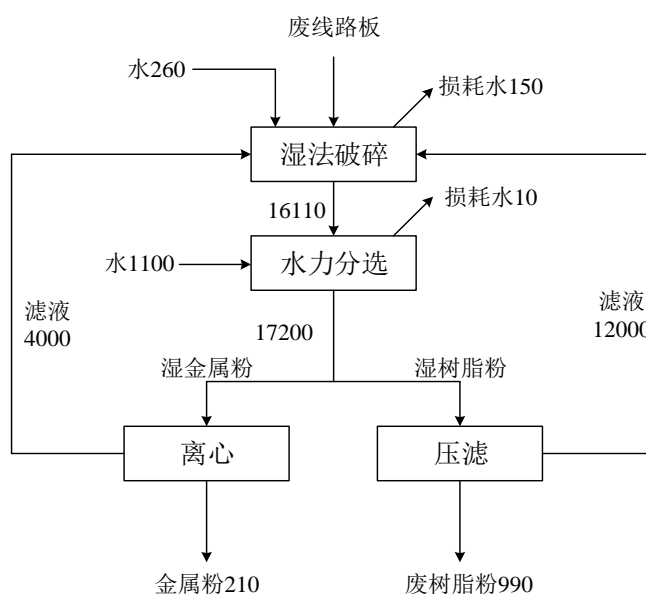 废线路板
水260
损耗水150
湿法破碎
16110
损耗水10
水1100
水力分选
滤液
4000
滤液
12000
17200
湿金属粉
湿树脂粉
离心
压滤
金属粉210
废树脂粉990